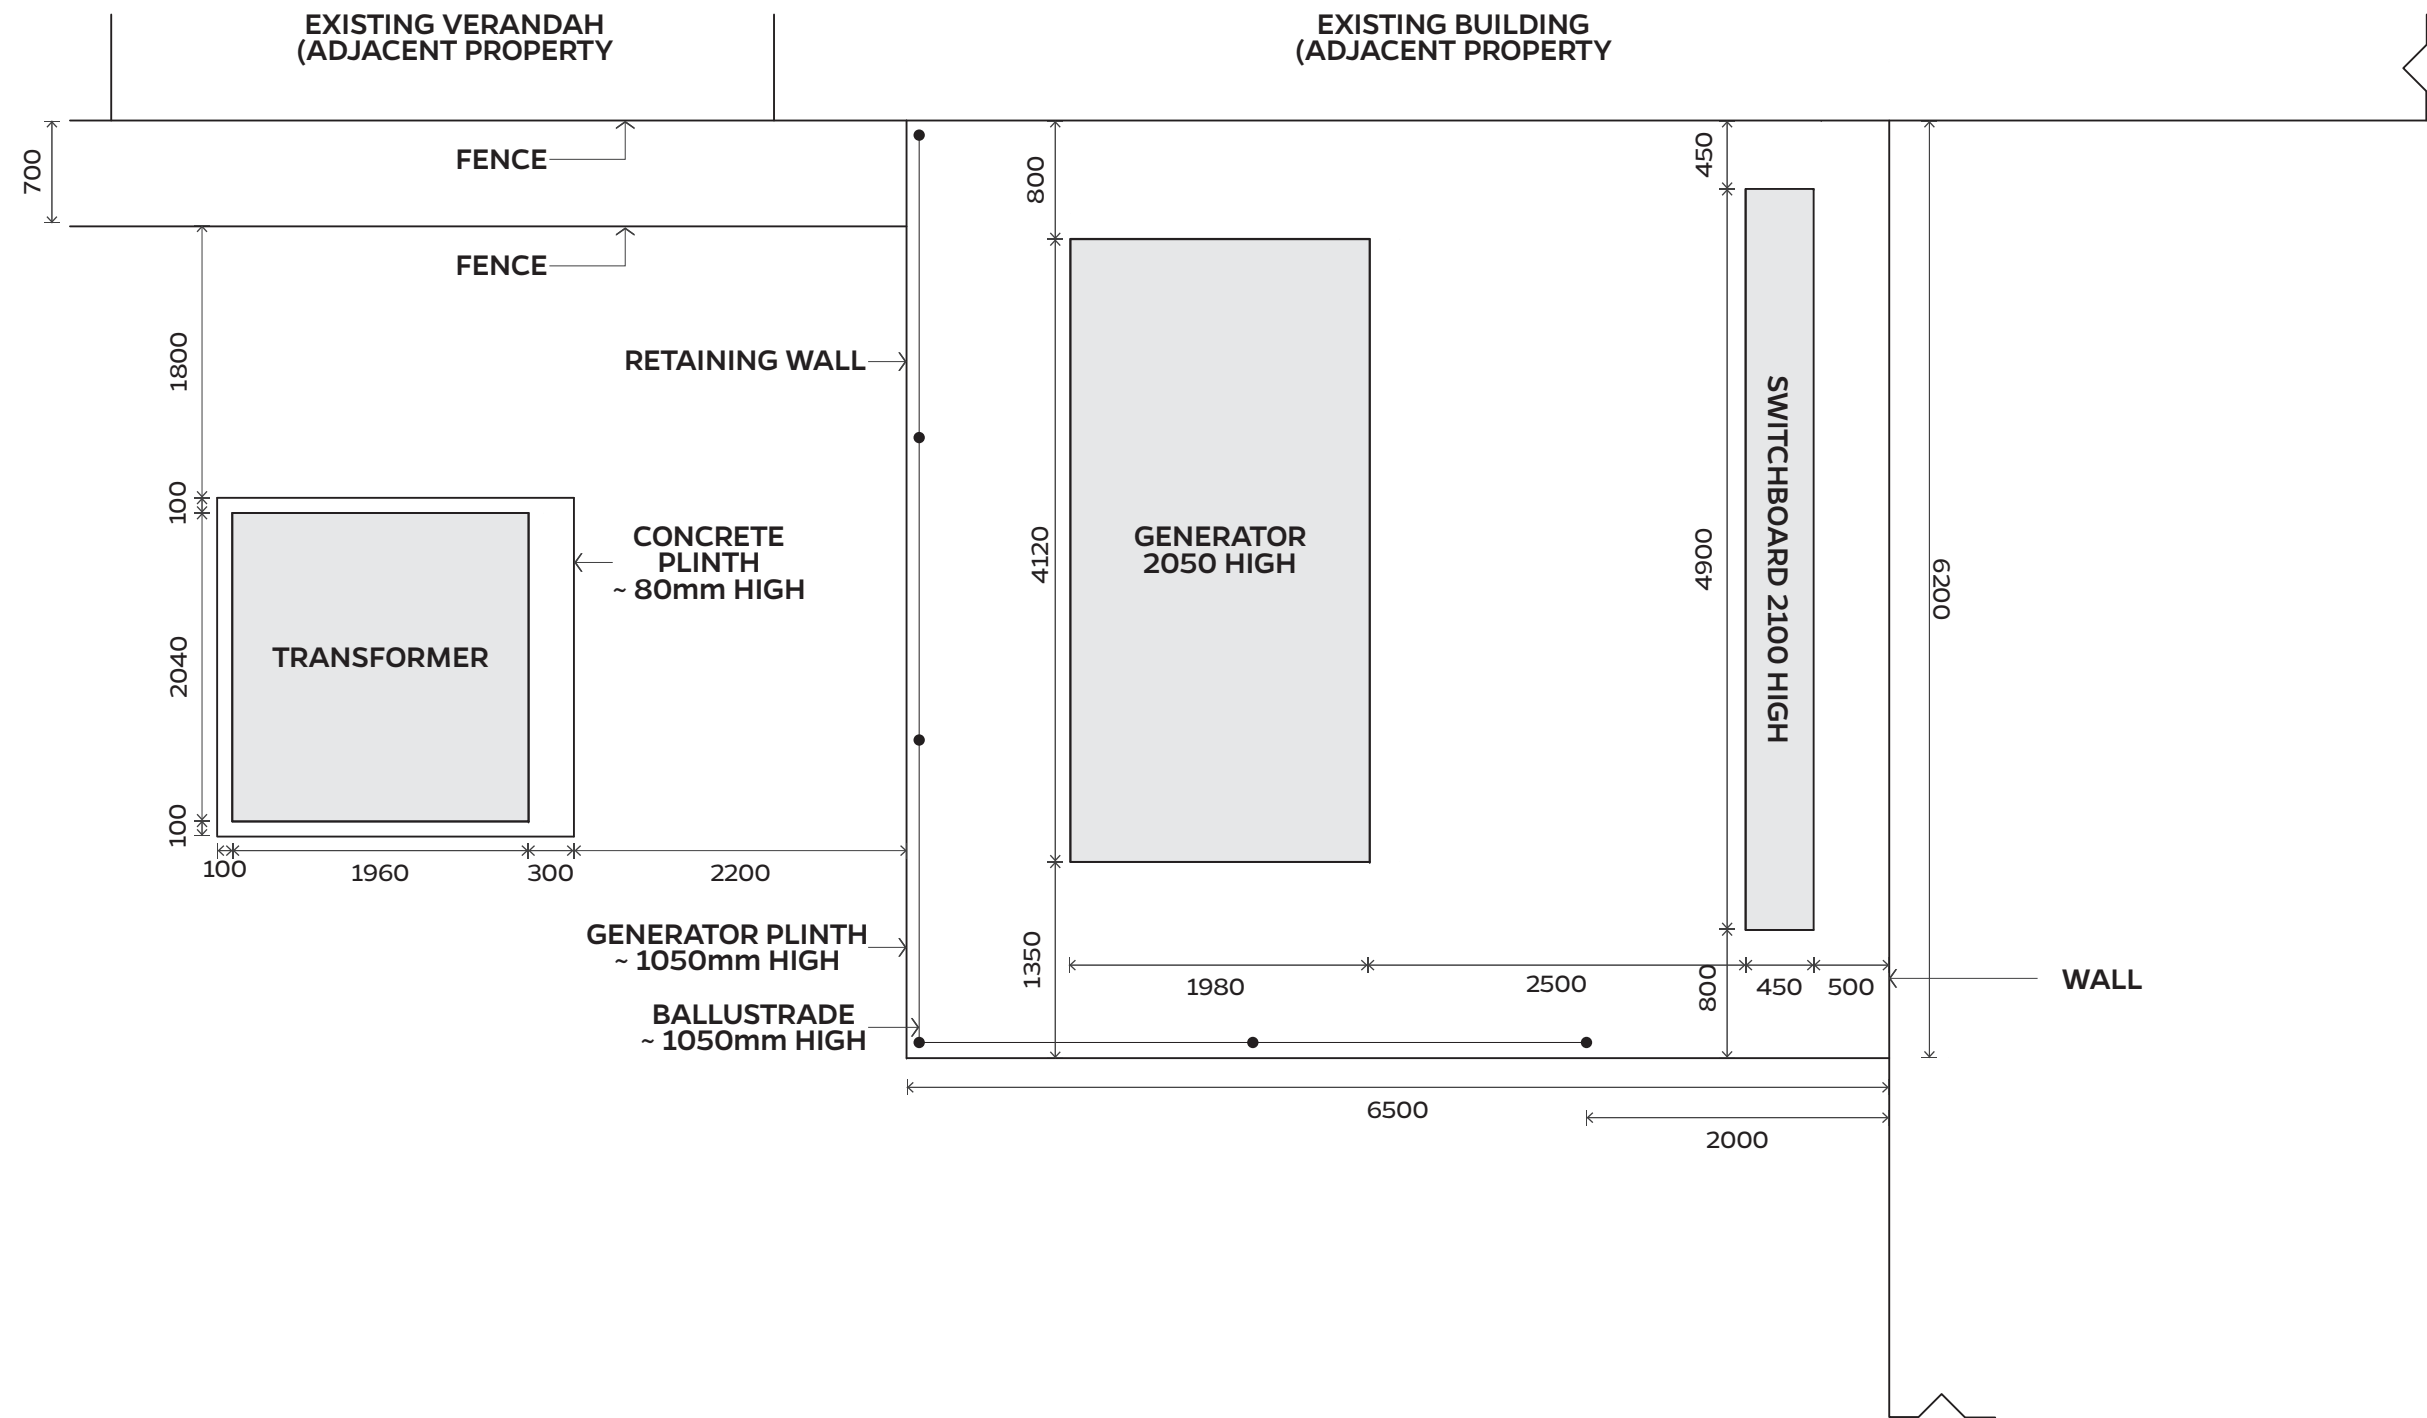 EXISTING VERANDAH
(ADJACENT PROPERTY
EXISTING BUILDING
(ADJACENT PROPERTY
700
FENCE
FENCE
800
450
1800
RETAINING WALL
100
CONCRETE
PLINTH
~ 80mm HIGH
TRANSFORMER
2040
100
100
1960
300
2200
4120
GENERATOR
2050 HIGH
4900
SWITCHBOARD 2100 HIGH
6200
GENERATOR PLINTH
~ 1050mm HIGH
BALLUSTRADE
~ 1050mm HIGH
1350
1980
2500
800
450
500
WALL
6500
2000